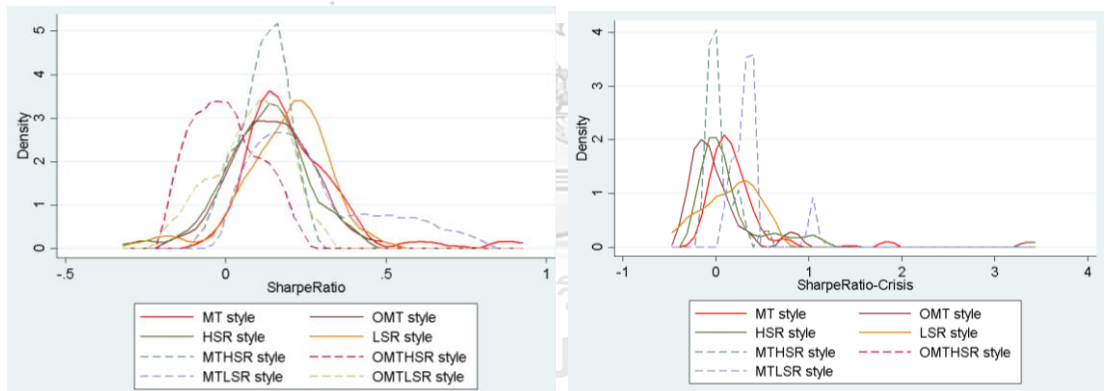 5
4
3
2
1
0
Density
-.5
0
.5
1
SharpeRatio
MT style
OMT style
HSR style
LSR style
MTHSR style
OMTHSR style
MTLSR style
OMTLSR style
4
3
2
1
0
Density
-1
0
1
2
3
4
SharpeRatio-Crisis
MT style
OMT style
HSR style
LSR style
MTHSR style
OMTHSR style
MTLSR style